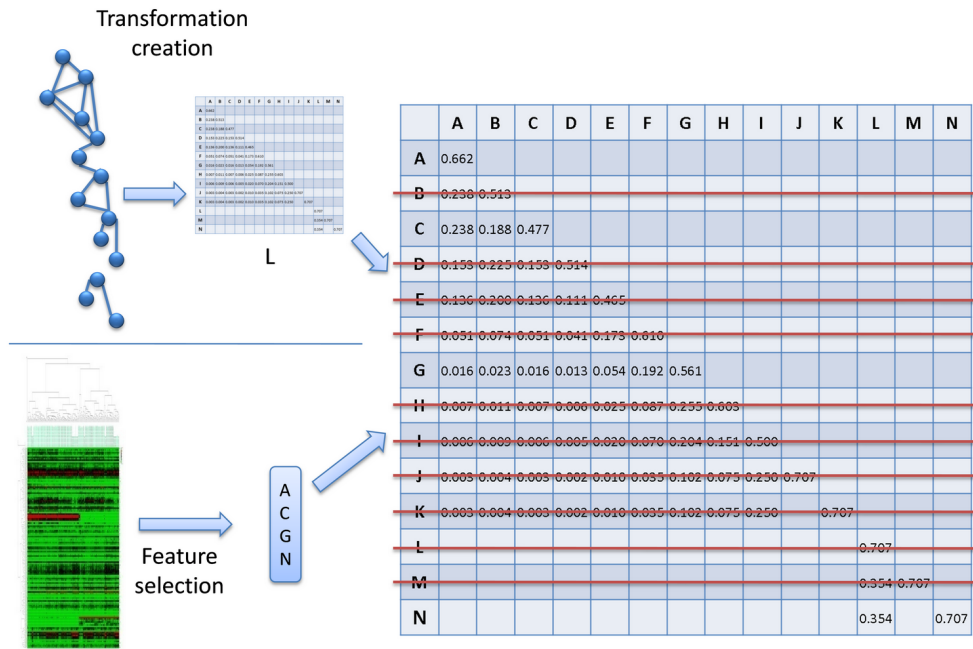 Transformation
creation
A B C D E F G H I J K L M N
A 0.662
B 0.238 0.513
C 0.238 0.188 0.477
D 0.153 0.225 0.153 0.514
E 0.136 0.200 0.136 0.111 0.465
F 0.051 0.074 0.051 0.041 0.173 0.610
G 0.016 0.023 0.016 0.013 0.054 0.192 0.561
H 0.007 0.011 0.007 0.006 0.025 0.087 0.255 0.603
I 0.006 0.009 0.006 0.005 0.020 0.070 0.204 0.151 0.500
J 0.003 0.004 0.003 0.002 0.010 0.035 0.102 0.075 0.250 0.707
K 0.003 0.004 0.003 0.002 0.010 0.035 0.102 0.075 0.250 0.707
L 0.707
M 0.354 0.707
N 0.354 0.707
L
A
C
G
N
Feature
selection